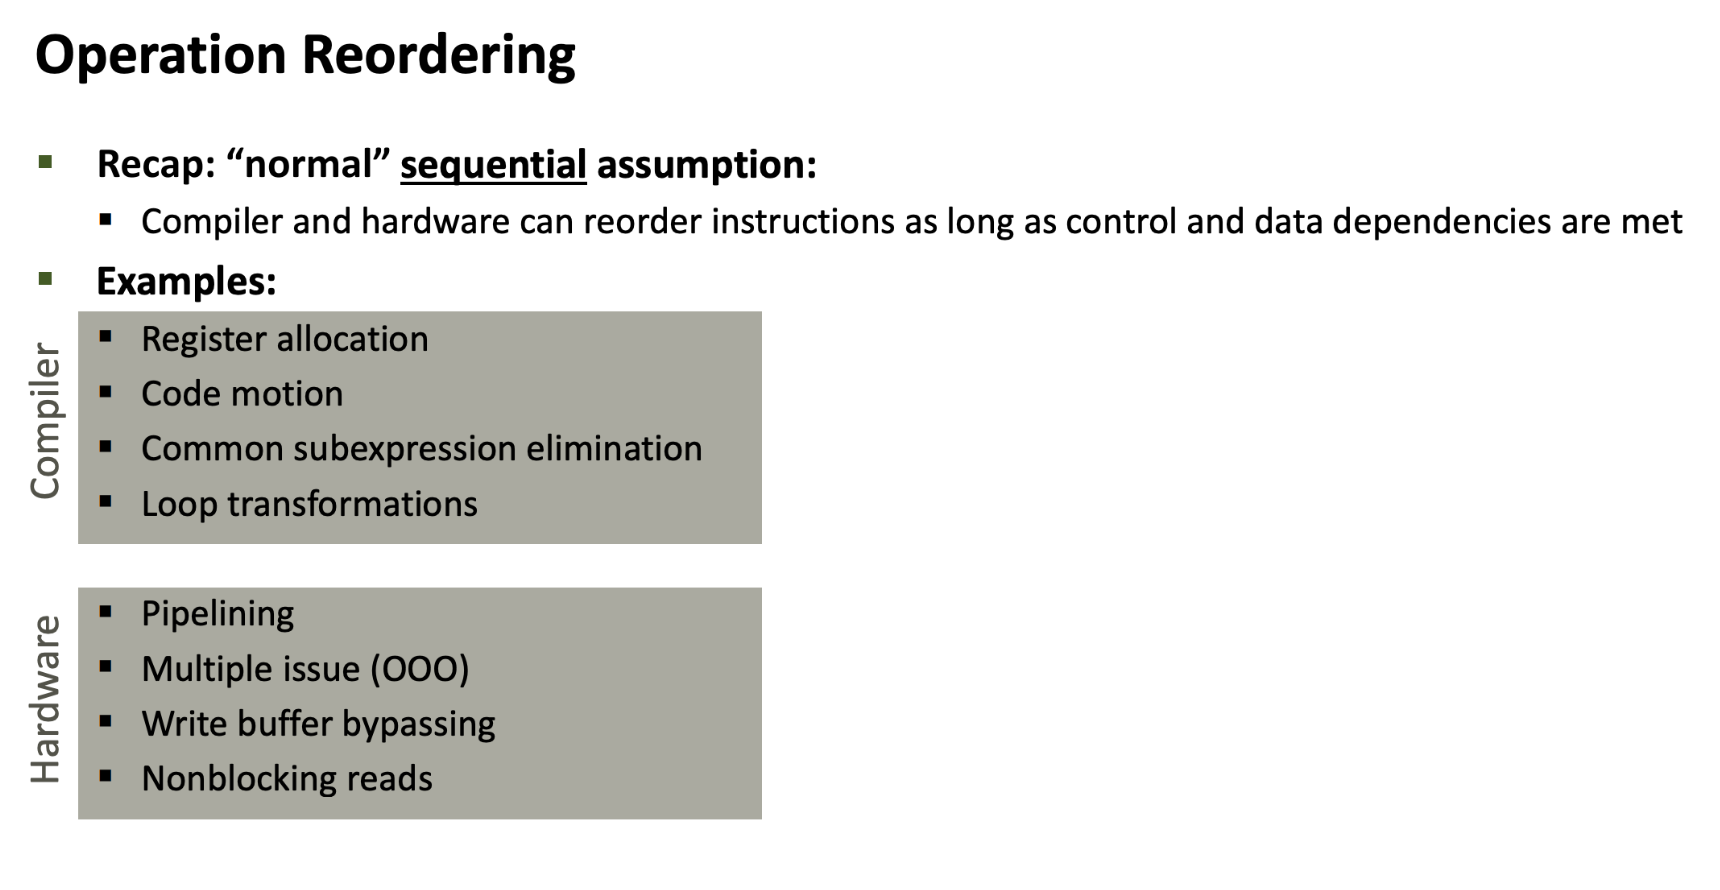 Operation Reordering
Recap: “normal” sequential assumption:
Compiler and hardware can reorder instructions as long as control and data dependencies are met
Examples:
Compiler
Register allocation
Code motion
Common subexpression elimination
Loop transformations
Hardware
Pipelining
Multiple issue (OOO)
Write buffer bypassing
Nonblocking reads